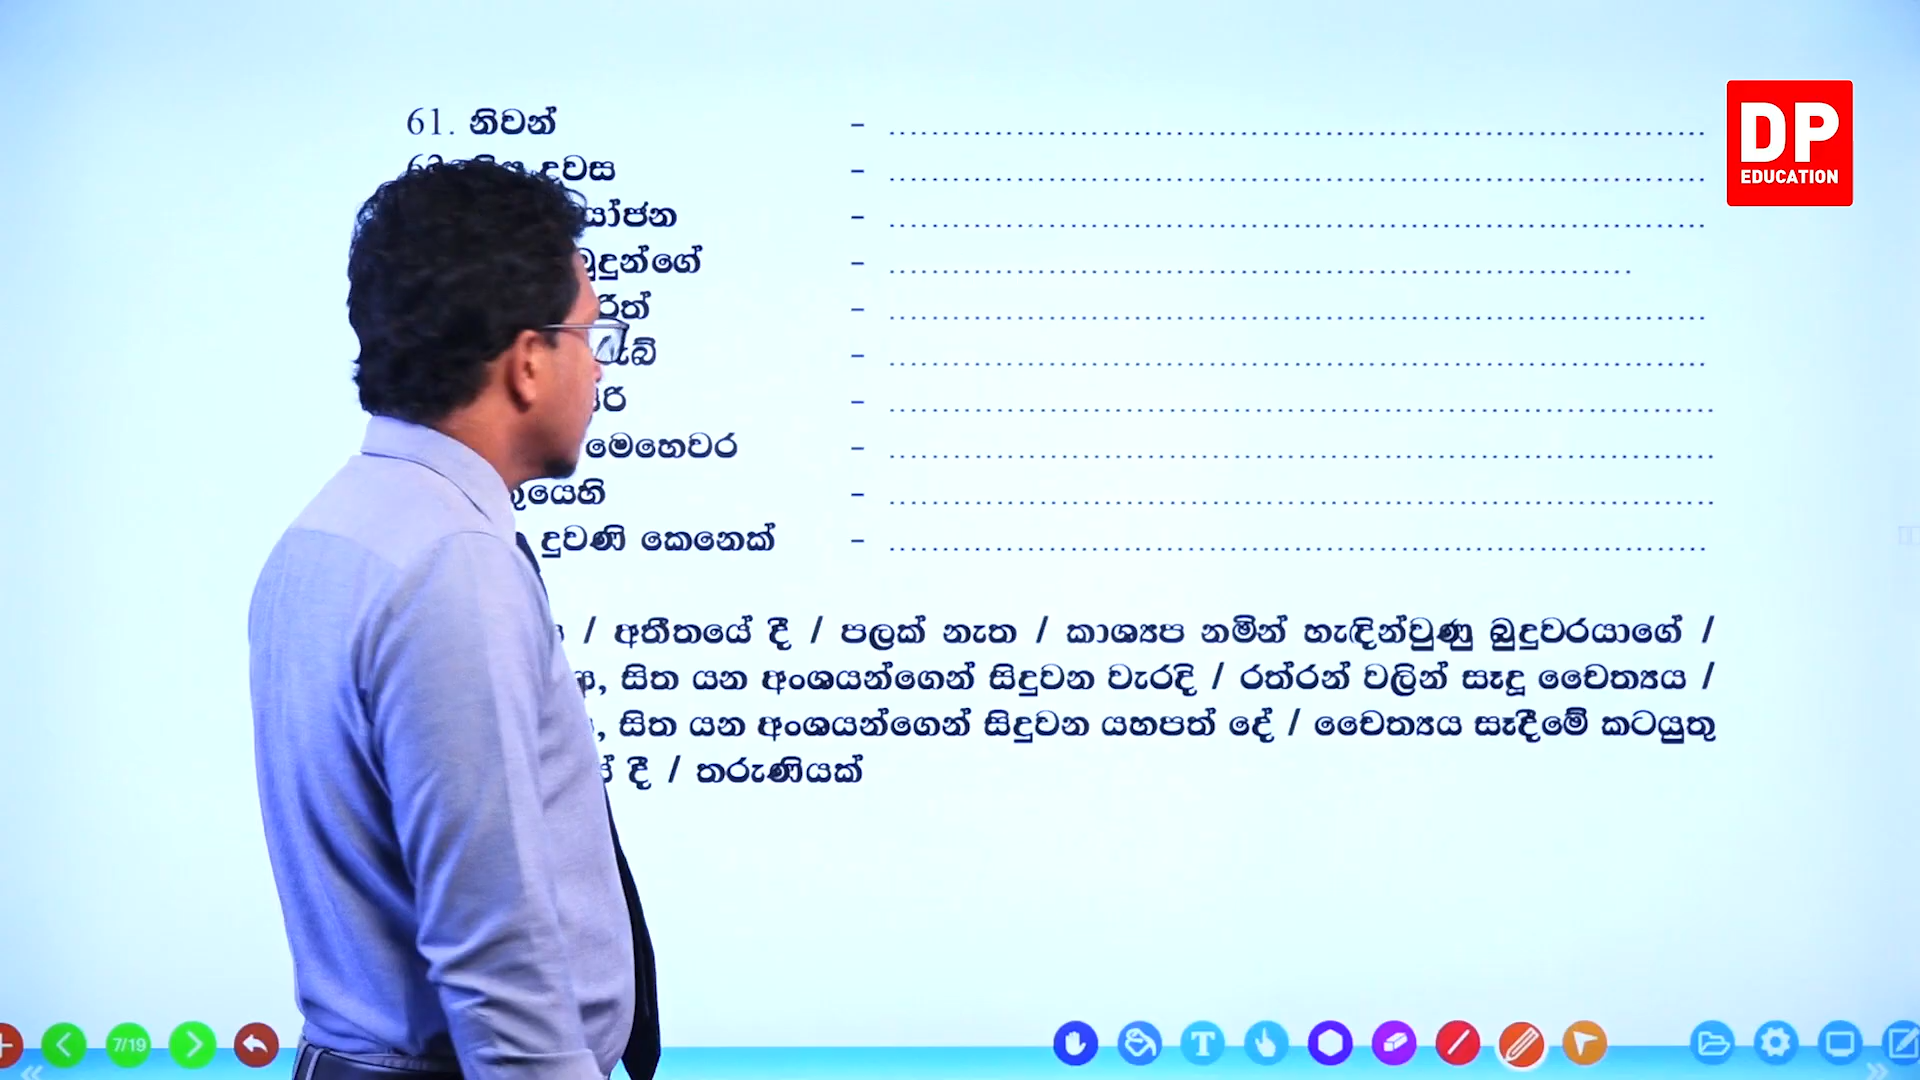 61. නිවන් - ................................................
දවස - ................................................
- ................................................
බුදුන්ගේ - ................................................
- ................................................
- ................................................
- ................................................
මෙහෙවර - ................................................
- ................................................
දුවණි කෙනෙක් - ................................................
/ අතීතයේ දී / පලක් නැත / කාශ්‍යප නමින් හැඳින්වුණු බුදුවරයාගේ /
සිත යන අංශයන්ගෙන් සිදුවන වැරදි / රත්රන් වලින් සෑදූ චෛත්‍යය /
සිත යන අංශයන්ගෙන් සිදුවන යහපත් දේ / චෛත්‍යය සෑදීමේ කටයුතු
දී / තරුණියක්
DP
EDUCATION
7/19